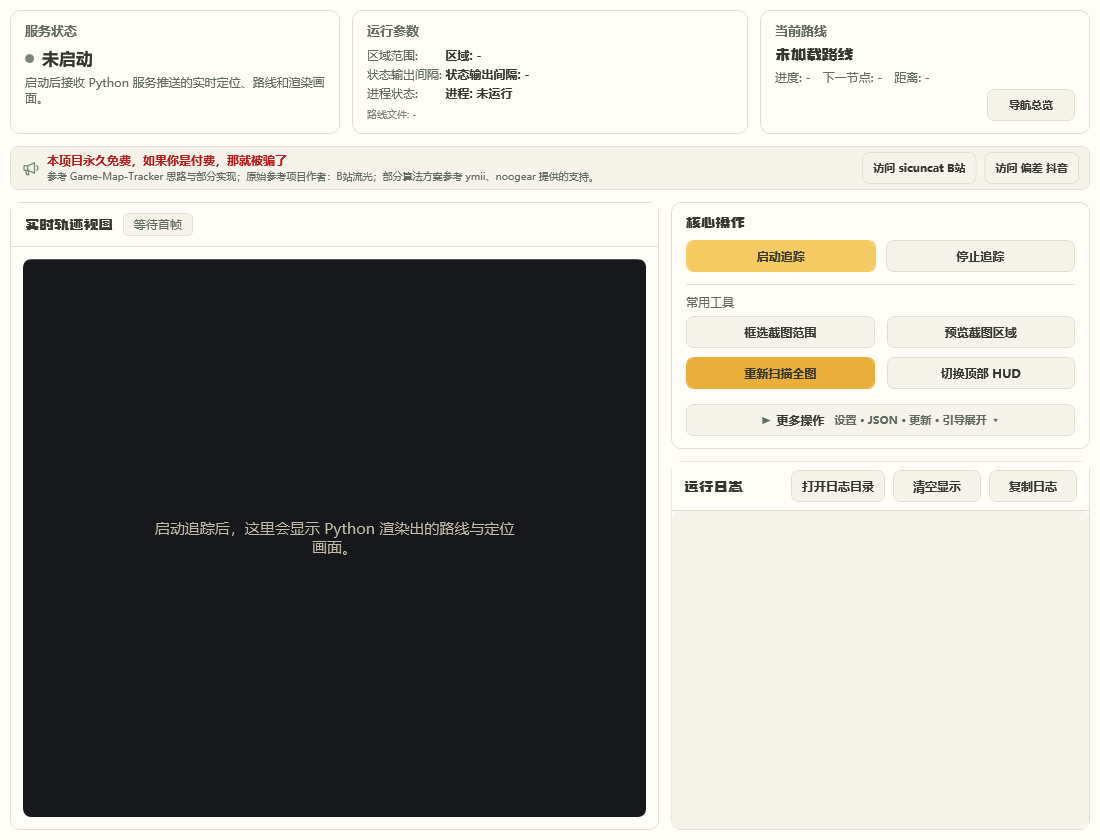 服务状态
未启动
启动后接收 Python 服务推送的实时定位、路线和渲染画
面。
运行参数
区域范围: 区域: -
状态输出间隔: 状态输出间隔: -
进程状态: 进程: 未运行
路线文件: -
当前路线
未加载路线
进度: - 下一节点: - 距离: -
导航总览
本项目永久免费，如果你是付费，那就被骗了
参考 Game-Map-Tracker 思路与部分实现；原始参考项目作者：B站流光；部分算法方案参考 ymii、noogear 提供的支持。
访问 sicuncat B站
访问 偏差 抖音
实时轨迹视图
等待首帧
启动追踪后，这里会显示 Python 渲染出的路线与定位
画面。
核心操作
启动追踪
停止追踪
常用工具
框选截图范围
预览截图区域
重新扫描全图
切换顶部 HUD
▶ 更多操作 设置 • JSON • 更新 • 引导展开 ▾
运行日志
打开日志目录
清空显示
复制日志